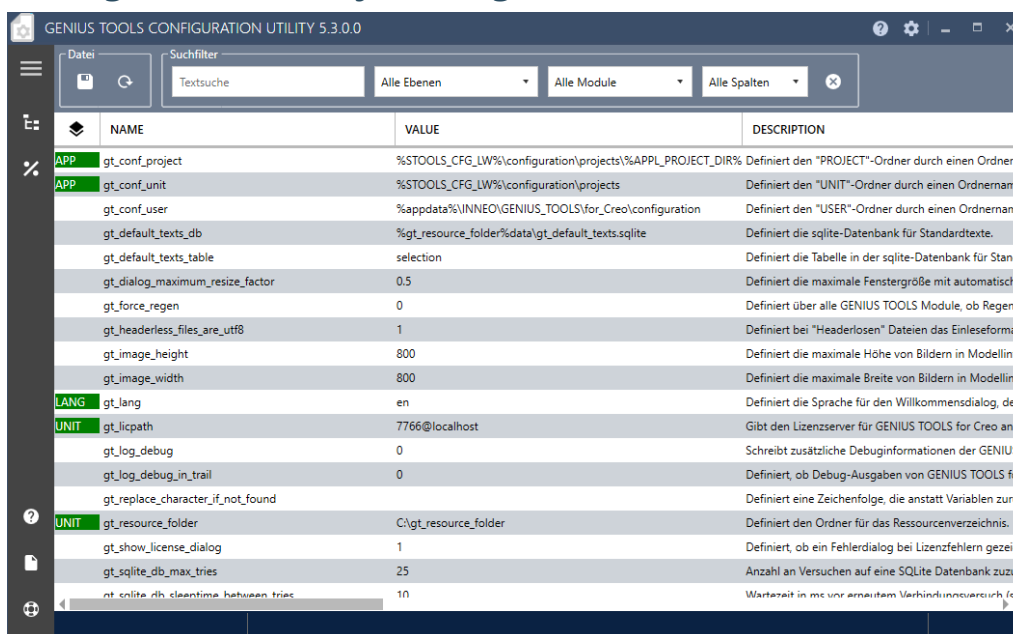 GENIUS TOOLS CONFIGURATION UTILITY 5.3.0.0
Datei
Suchfilter
Textsuche
Alle Ebenen
Alle Module
Alle Spalten
NAME VALUE DESCRIPTION
APP gt_conf_project %STOOLS_CFG_LW%\configuration\projects\%APPL_PROJECT_DIR% Definiert den "PROJECT"-Ordner durch einen Ordner
APP gt_conf_unit %STOOLS_CFG_LW%\configuration\projects Definiert den "UNIT"-Ordner durch einen Ordnernam
gt_conf_user %appdata%\INNEO\GENIUS_TOOLS\for_Creo\configuration Definiert den "USER"-Ordner durch einen Ordnernan
gt_default_texts_db %gt_resource_folder%data\gt_default_texts.sqlite Definiert die sqlite-Datenbank für Standardtexte.
gt_default_texts_table selection Definiert die Tabelle in der sqlite-Datenbank für Stan
gt_dialog_maximum_resize_factor 0.5 Definiert die maximale Fenstergröße mit automatisch
gt_force_regen 0 Definiert über alle GENIUS TOOLS Module, ob Regen
gt_headerless_files_are_utf8 1 Definiert bei "Headerlosen" Dateien das Einleseforma
gt_image_height 800 Definiert die maximale Höhe von Bildern in Modellin
gt_image_width 800 Definiert die maximale Breite von Bildern in Modellin
LANG gt_lang en Definiert die Sprache für den Willkommensdialog, de
UNIT gt_licpath 7766@localhost Gibt den Lizenzserver für GENIUS TOOLS for Creo an
gt_log_debug 0 Schreibt zusätzliche Debuginformationen der GENIU
gt_log_debug_in_trail 0 Definiert, ob Debug-Ausgaben von GENIUS TOOLS f
gt_replace_character_if_not_found Definiert eine Zeichenfolge, die anstatt Variablen zur
UNIT gt_resource_folder C:\gt_resource_folder Definiert den Ordner für das Ressourcenverzeichnis.
gt_show_license_dialog 1 Definiert, ob ein Fehlerdialog bei Lizenzfehlern gezei
gt_sqlite_db_max_tries 25 Anzahl an Versuchen auf eine SQLite Datenbank zuzu
gt_sqlite_db_sleeptime_between_tries 10 Wartezeit in ms vor erneutem Verbindungsversuch (s